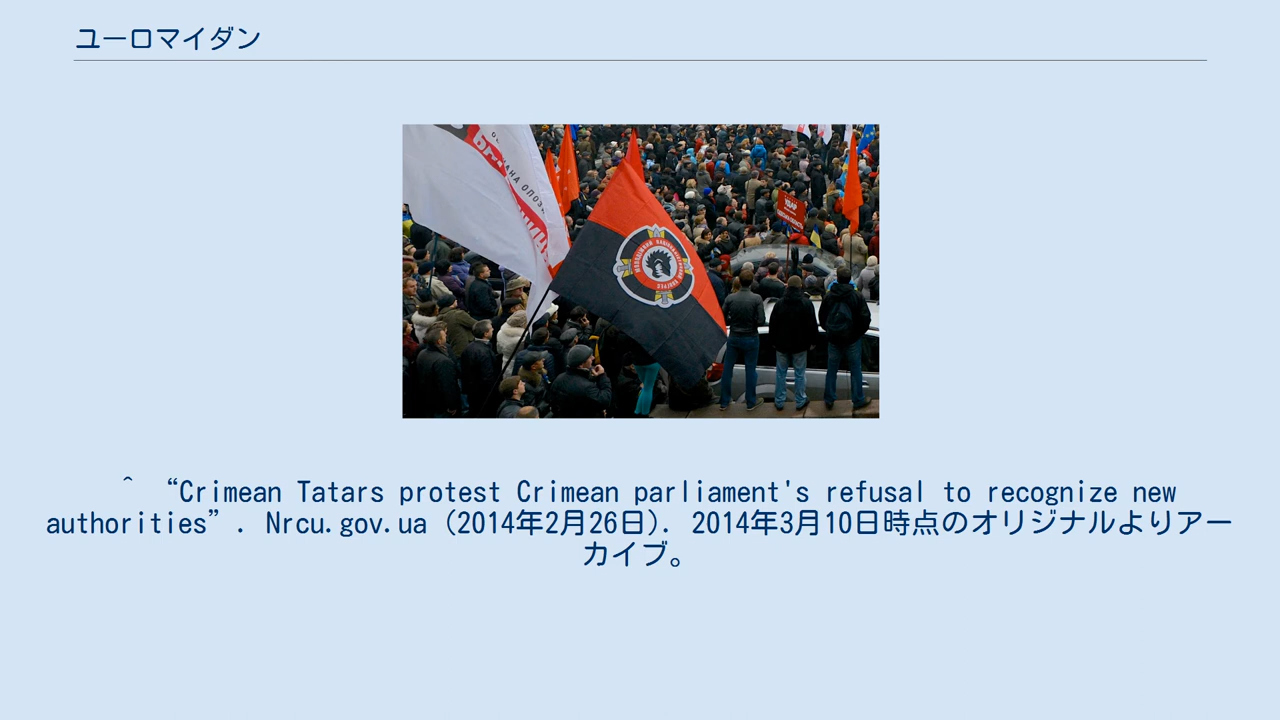 ユーロマイダン
ОПОЗ
УДАР
^ “Crimean Tatars protest Crimean parliament's refusal to recognize new
authorities”. Nrcu.gov.ua (2014年2月26日). 2014年3月10日時点のオリジナルよりアー
カイブ。